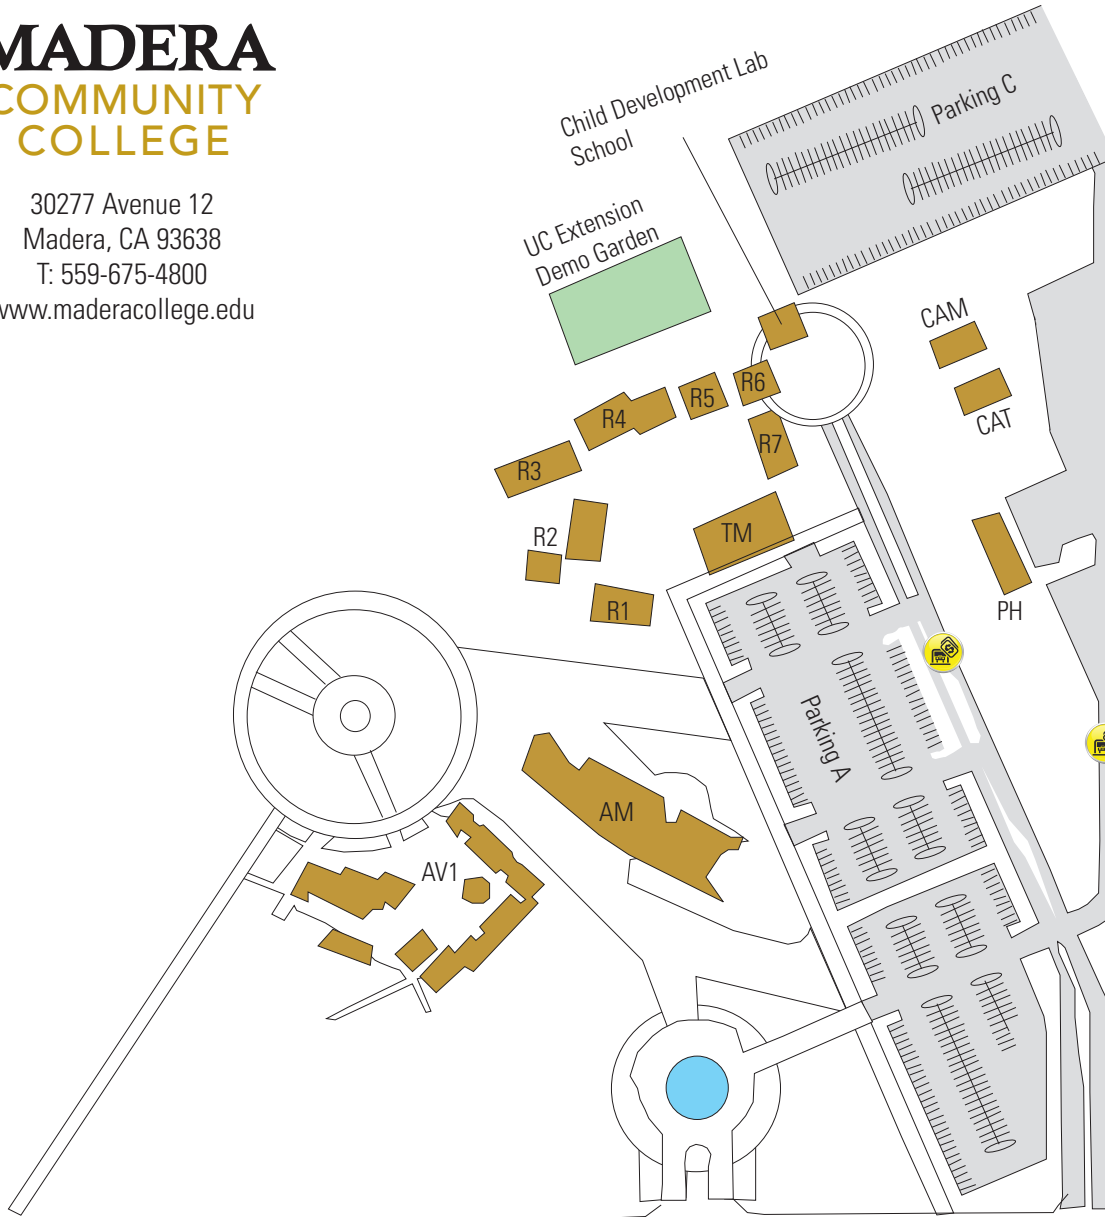 MADERA
COMMUNITY
COLLEGE
30277 Avenue 12
Madera, CA 93638
T: 559-675-4800
www.maderacollege.edu
Child Development Lab
School
UC Extension
Demo Garden
Parking C
CAM
CAT
R6
R5
R4
R7
R3
R2
TM
R1
PH
Parking A
AM
AV1